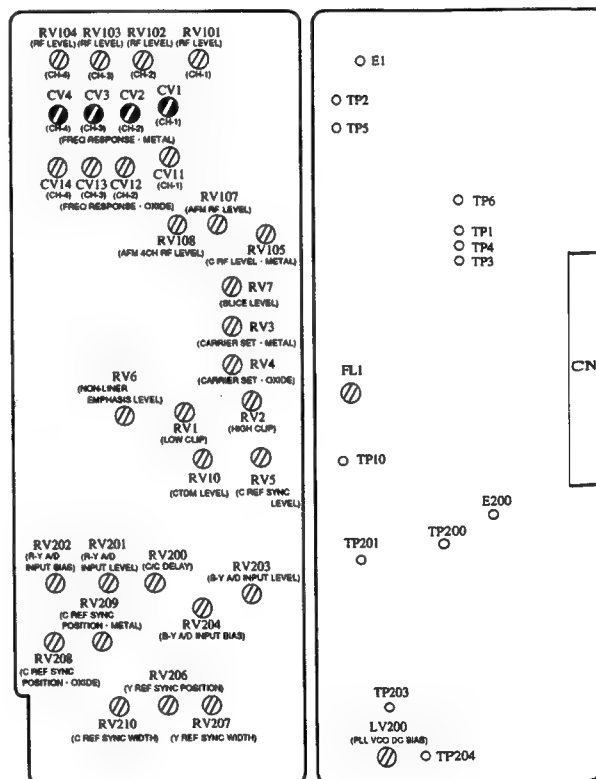 RV104 RV103 RV102 RV101
(RF LEVEL) (RF LEVEL) (RF LEVEL) (RF LEVEL)
(CH-4) (CH-3) (CH-2) (CH-1)
CV4 CV3 CV2 CV1
(CH-4) (CH-3) (CH-2) (CH-1)
(FREQ RESPONSE · METAL)
CV14 CV13 CV12 CV11
(CH-4) (CH-3) (CH-2) (CH-1)
(FREQ RESPONSE · OXIDE)
RV107
(AFM RF LEVEL)
RV108
(AFM 4CH RF LEVEL)
RV105
(C RF LEVEL · METAL)
RV7
(SLICE LEVEL)
RV3
(CARRIER SET · METAL)
RV4
(CARRIER SET · OXIDE)
RV6
(NON-LINER
EMPHASIS LEVEL)
RV1
(LOW CLIP)
RV2
(HIGH CLIP)
RV10
(CTDM LEVEL)
RV5
(C REF SYNC
LEVEL)
RV202
(R-Y A/D
INPUT BIAS)
RV201
(R-Y A/D
INPUT LEVEL)
RV200
(C/C DELAY)
RV203
(B-Y A/D INPUT LEVEL)
RV209
(C REF SYNC
POSITION · METAL)
RV204
(B-Y A/D INPUT BIAS)
RV208
(C REF SYNC
POSITION · OXIDE)
RV206
(Y REF SYNC POSITION)
RV210
(C REF SYNC WIDTH)
RV207
(Y REF SYNC WIDTH)
E1
TP2
TP5
TP6
TP1
TP4
TP3
CN
FL1
TP10
E200
TP200
TP201
TP203
LV200
(PLL VCO DC BIAS)
TP204